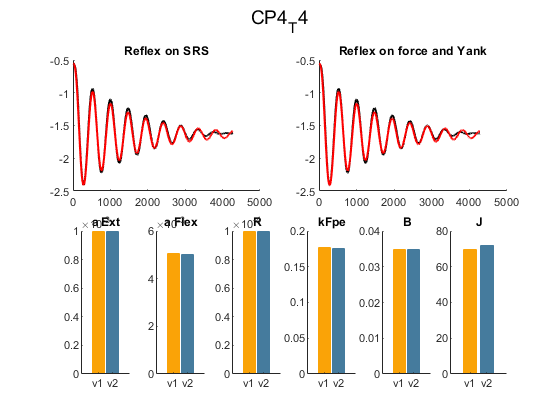 CP4_T4
Reflex on SRS
Reflex on force and Yank
-0.5
-1
-1.5
-2
-2.5
0 1000 2000 3000 4000 5000
-0.5
-1
-1.5
-2
-2.5
0 1000 2000 3000 4000 5000
a Ext
1
0.8
0.6
0.4
0.2
0
v1 v2
a Flex
6
4
2
0
v1 v2
R
1
0.8
0.6
0.4
0.2
0
v1 v2
kFpe
0.2
0.15
0.1
0.05
0
v1 v2
B
0.04
0.03
0.02
0.01
0
v1 v2
J
80
60
40
20
0
v1 v2